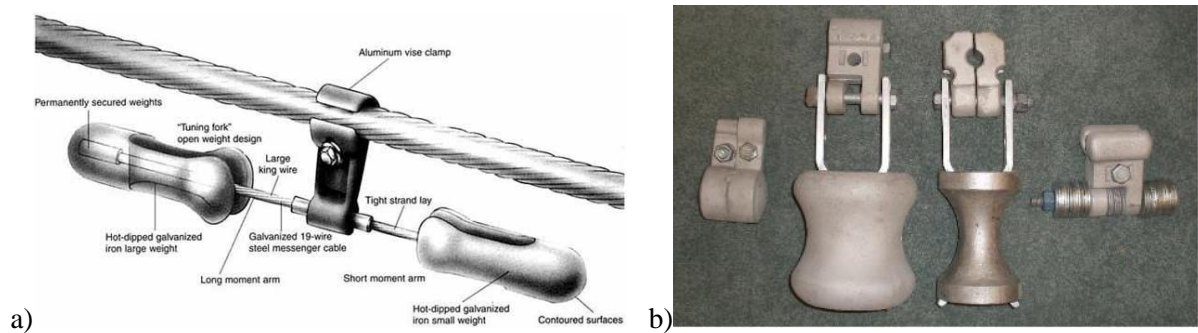 Aluminum vise clamp
Permanently secured weights
"Tuning fork"
open weight design
Large
king wire
Tight strand lay
Hot-dipped galvanized
iron large weight
Galvanized 19-wire
steel messenger cable
Long moment arm
Short moment arm
Hot-dipped galvanized
iron small weight
Contoured surfaces
a)
b)